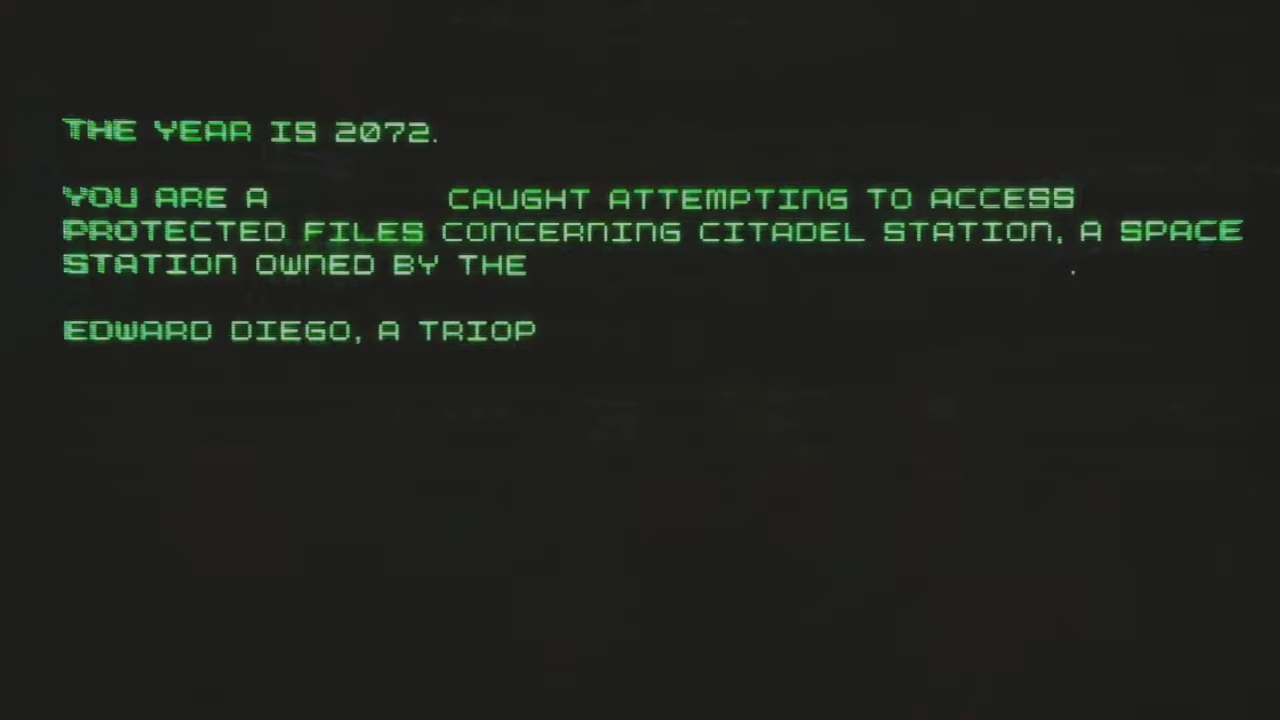 THE YEAR IS 2072.
YOU ARE A CAUGHT ATTEMPTING TO ACCESS
PROTECTED FILES CONCERNING CITADEL STATION, A SPACE
STATION OWNED BY THE .
EDWARD DIEGO, A TRIOP